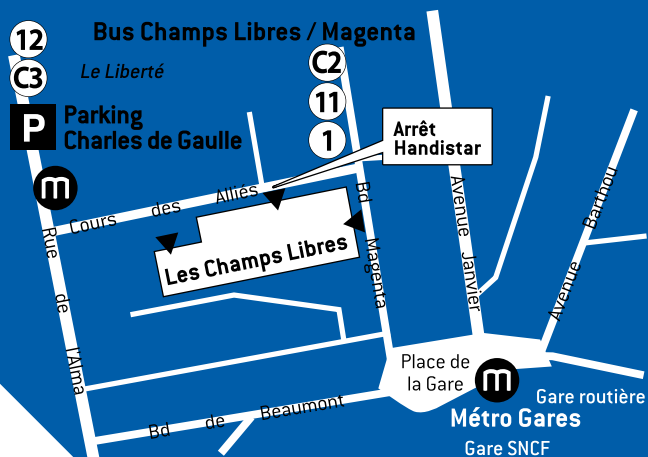 12
C3
Bus Champs Libres / Magenta
Le Liberté
C2
11
1
P
Parking
Charles de Gaulle
Arrêt
Handistar
m
Cours des Alliés
Les Champs Libres
Bd Magenta
Avenue Janvier
Avenue Barthou
Rue de l'Alma
Bd de Beaumont
Place de
la Gare
m
Gare routière
Métro Gares
Gare SNCF